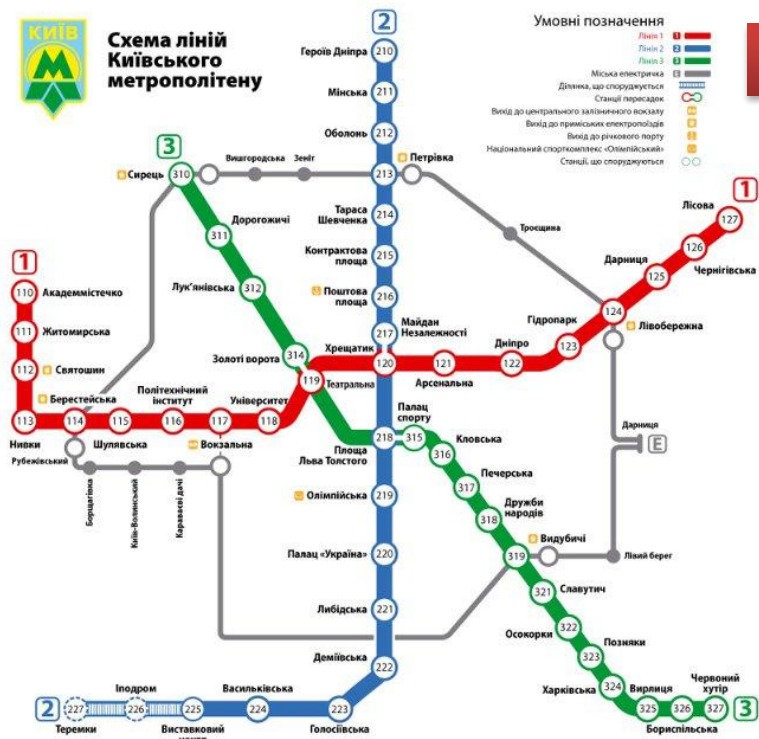 КИЇВ
М
Схема ліній
Київського
метрополітену
Умовні позначення
Лінія 1
1
Лінія 2
2
Лінія 3
3
Міська електричка
E
Ділянка, що споруджується
Станції пересадок
Вихід до центрального залізничного вокзалу
Вихід до приміських електропоїздів
Вихід до річкового порту
Національний спорткомплекс «Олімпійський»
Станції, що споруджуються
2
Героїв Дніпра 210
Мінська 211
Оболонь 212
213 Петрівка
Тараса
Шевченка
214
Контрактова
площа
215
Поштова
площа
216
217 Майдан
Незалежності
Хрещатик
120
3
Сирець 310
Вишгородська
Зеніт
Дорогожичі
311
Лук'янівська
312
Золоті ворота 314
Троєщина
1
Лісова
127
126
Чернігівська
Дарниця
125
124
Лівобережна
Гідропарк
123
Дніпро
122
121
Арсенальна
1
110 Академмістечко
111 Житомирська
112 Святошин
113
Нивки
Берестейська
114
Рубежівський
115
Шулявська
Політехнічний
інститут
116
117
Вокзальна
Університет
118
119 Театральна
Борщагівка
Київ-Волинський
Караваєві дачі
Площа
Льва Толстого
218
Палац
спорту
315
Кловська
316
Печерська
317
Дружби
народів
318
319
Видубичі
Лівий берег
Дарниця
E
Олімпійська 219
Палац «Україна» 220
Либідська 221
Деміївська
222
Славутич
321
Осокорки
322
Позняки
323
Харківська
324
Вирлиця
325
326
Бориспільська
Червоний
хутір
327
3
2
227
Теремки
Іподром
226
225
Виставковий
Васильківська
224
223
Голосіївська